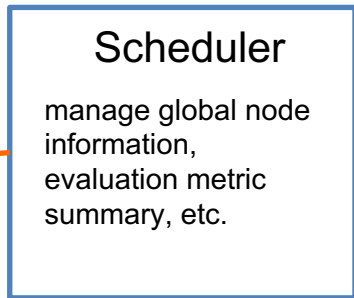 Scheduler
manage global node
information,
evaluation metric
summary, etc.